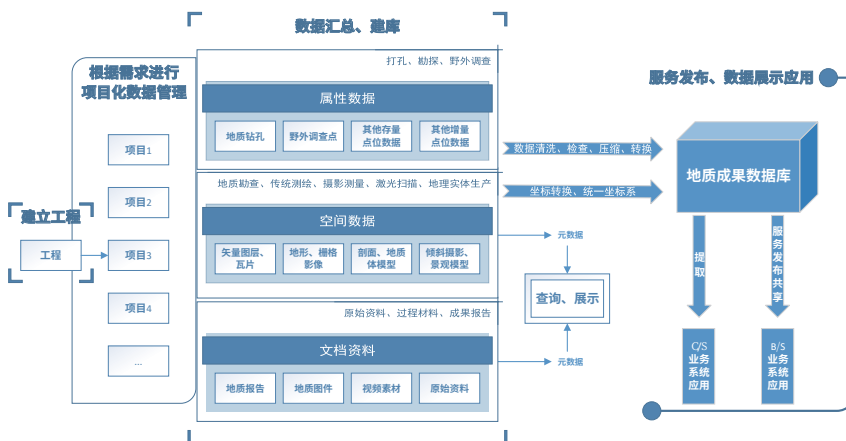 数据汇总、建库
根据需求进行
项目化数据管理
项目1
项目2
项目3
项目4
...
建立工程
工程
打孔、勘探、野外调查
属性数据
地质钻孔
野外调查点
其他存量
点位数据
其他增量
点位数据
地质勘查、传统测绘、摄影测量、激光扫描、地理实体生产
空间数据
矢量图层、
瓦片
地形、栅格
影像
剖面、地质
体模型
倾斜摄影、
景观模型
原始资料、过程材料、成果报告
文档资料
地质报告
地质图件
视频素材
原始资料
数据清洗、检查、压缩、转换
坐标转换、统一坐标系
元数据
查询、展示
元数据
服务发布、数据展示应用
地质成果数据库
提取
服务发布共享
C/S
业务
系统
应用
B/S
业务
系统
应用